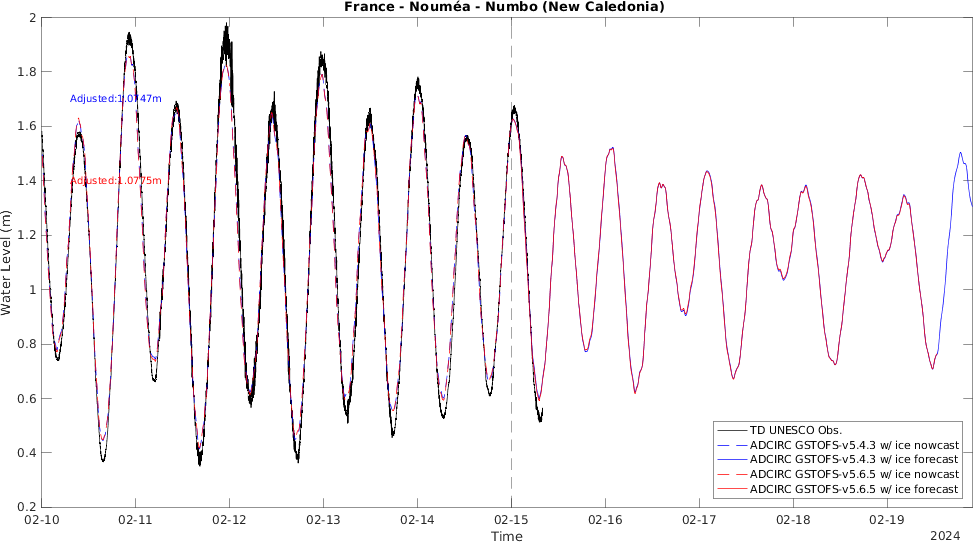 France - Nouméa - Numbo (New Caledonia)
Water Level (m)
2
1.8
1.6
1.4
1.2
1
0.8
0.6
0.4
0.2
Adjusted:1.0747m
Adjusted:1.0775m
TD UNESCO Obs.
ADCIRC GSTOFS-v5.4.3 w/ ice nowcast
ADCIRC GSTOFS-v5.4.3 w/ ice forecast
ADCIRC GSTOFS-v5.6.5 w/ ice nowcast
ADCIRC GSTOFS-v5.6.5 w/ ice forecast
02-10 02-11 02-12 02-13 02-14 02-15 02-16 02-17 02-18 02-19
Time
2024